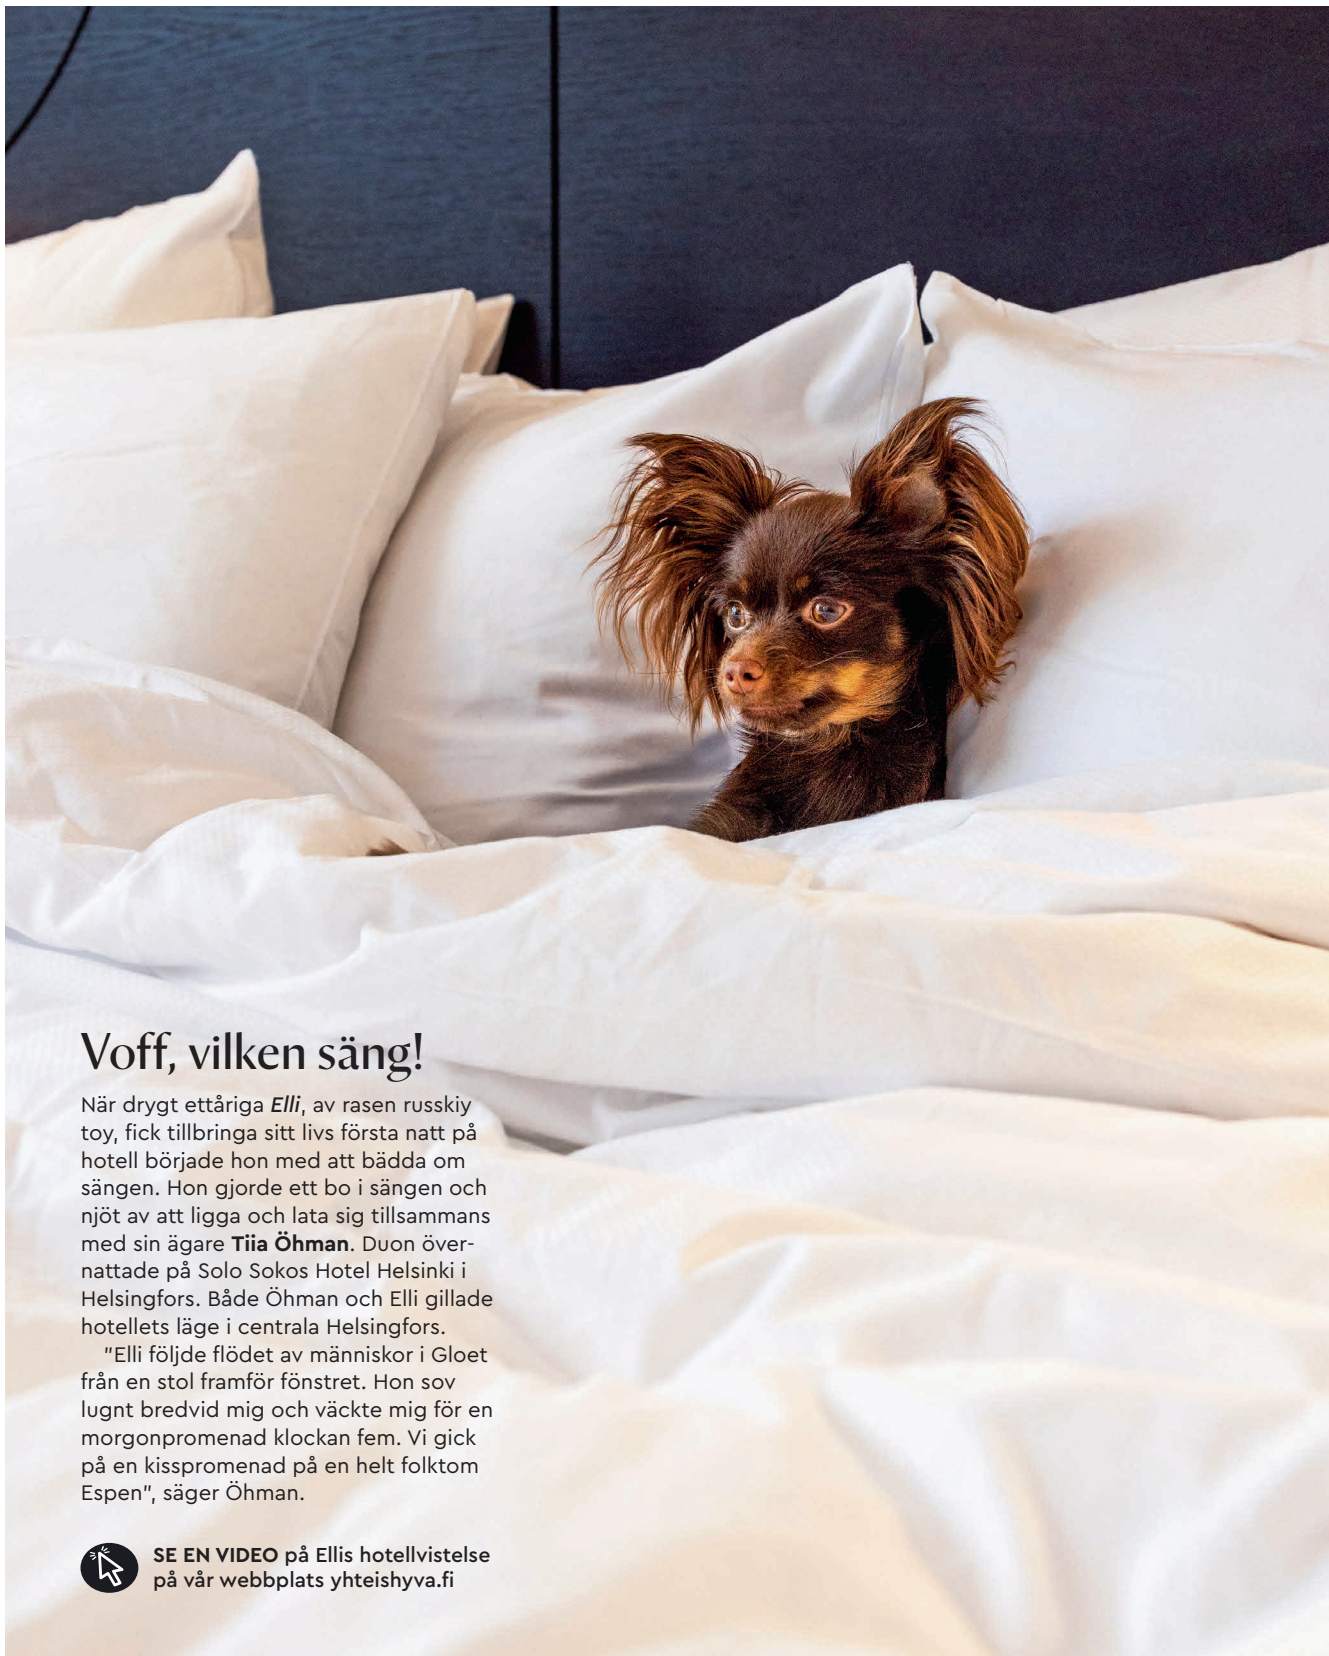 Voff, vilken säng!
När drygt ettåriga Elli, av rasen russkiy
toy, fick tillbringa sitt livs första natt på
hotell började hon med att bädda om
sängen. Hon gjorde ett bo i sängen och
njöt av att ligga och lata sig tillsammans
med sin ägare Tiia Öhman. Duon över-
nattade på Solo Sokos Hotel Helsinki i
Helsingfors. Både Öhman och Elli gillade
hotellets läge i centrala Helsingfors.
"Elli följde flödet av människor i Gloet
från en stol framför fönstret. Hon sov
lugnt bredvid mig och väckte mig för en
morgonpromenad klockan fem. Vi gick
på en kisspromenad på en helt folktom
Espen", säger Öhman.
SE EN VIDEO på Ellis hotellvistelse
på vår webbplats yhteishyva.fi